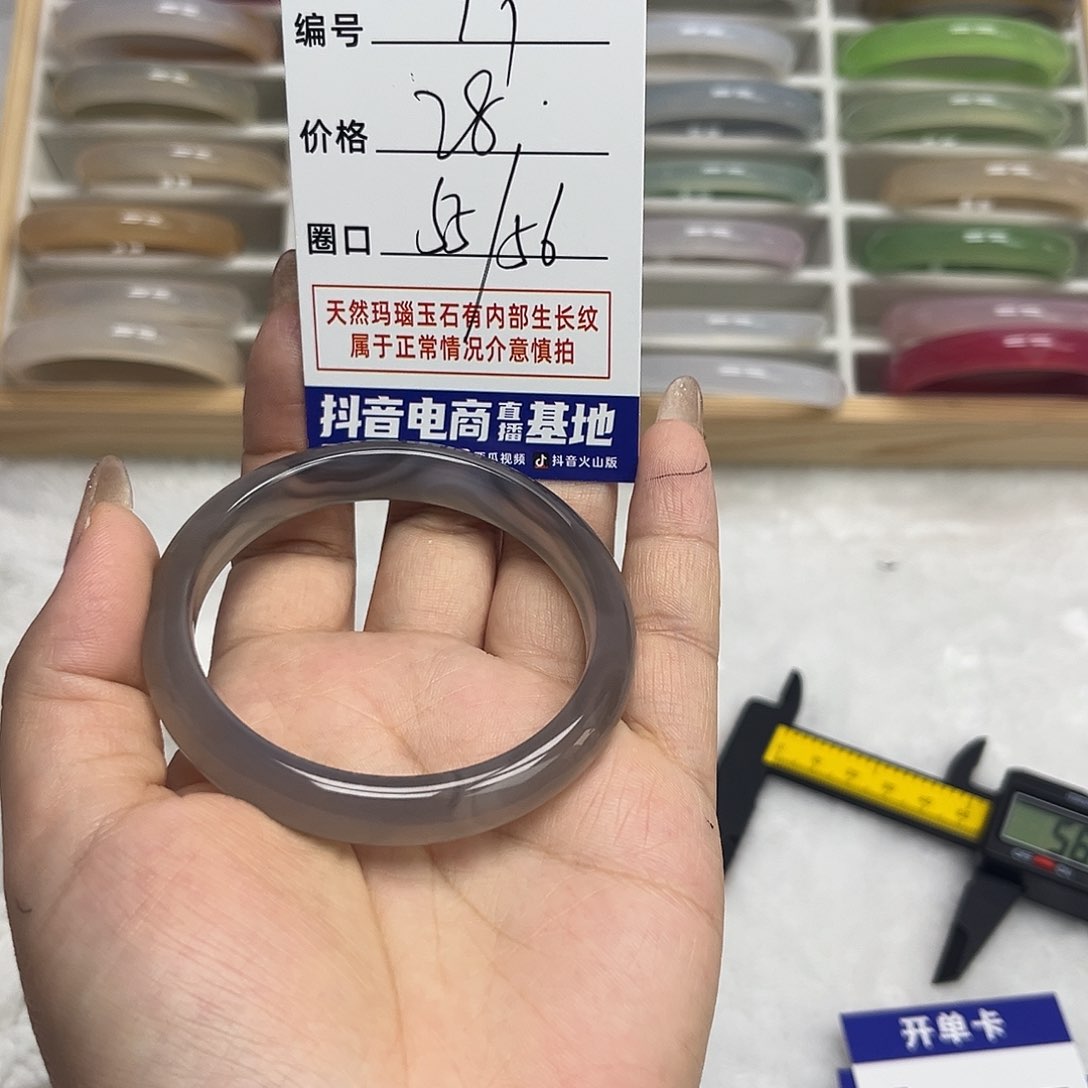 编号 17
价格 28.
圈口 55/56
天然玛瑙玉石有内部生长纹
属于正常情况介意慎拍
抖音电商直播基地
西瓜视频 抖音火山版
56
开单卡